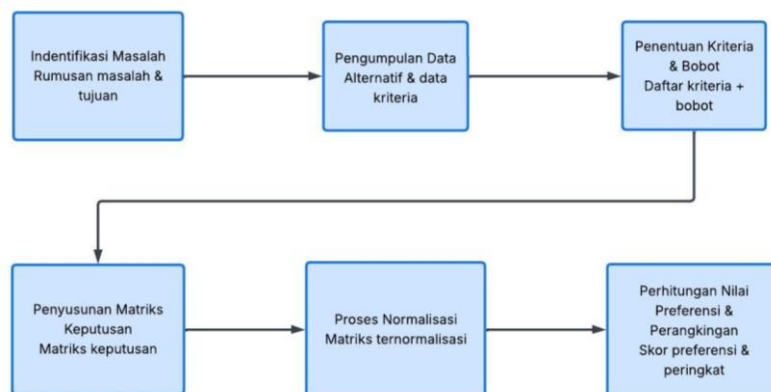 Indentifikasi Masalah
Rumusan masalah &
tujuan
Pengumpulan Data
Alternatif & data
kriteria
Penentuan Kriteria
& Bobot
Daftar kriteria +
bobot
Penyusunan Matriks
Keputusan
Matriks keputusan
Proses Normalisasi
Matriks ternormalisasi
Perhitungan Nilai
Preferensi &
Perangkingan
Skor preferensi &
peringkat